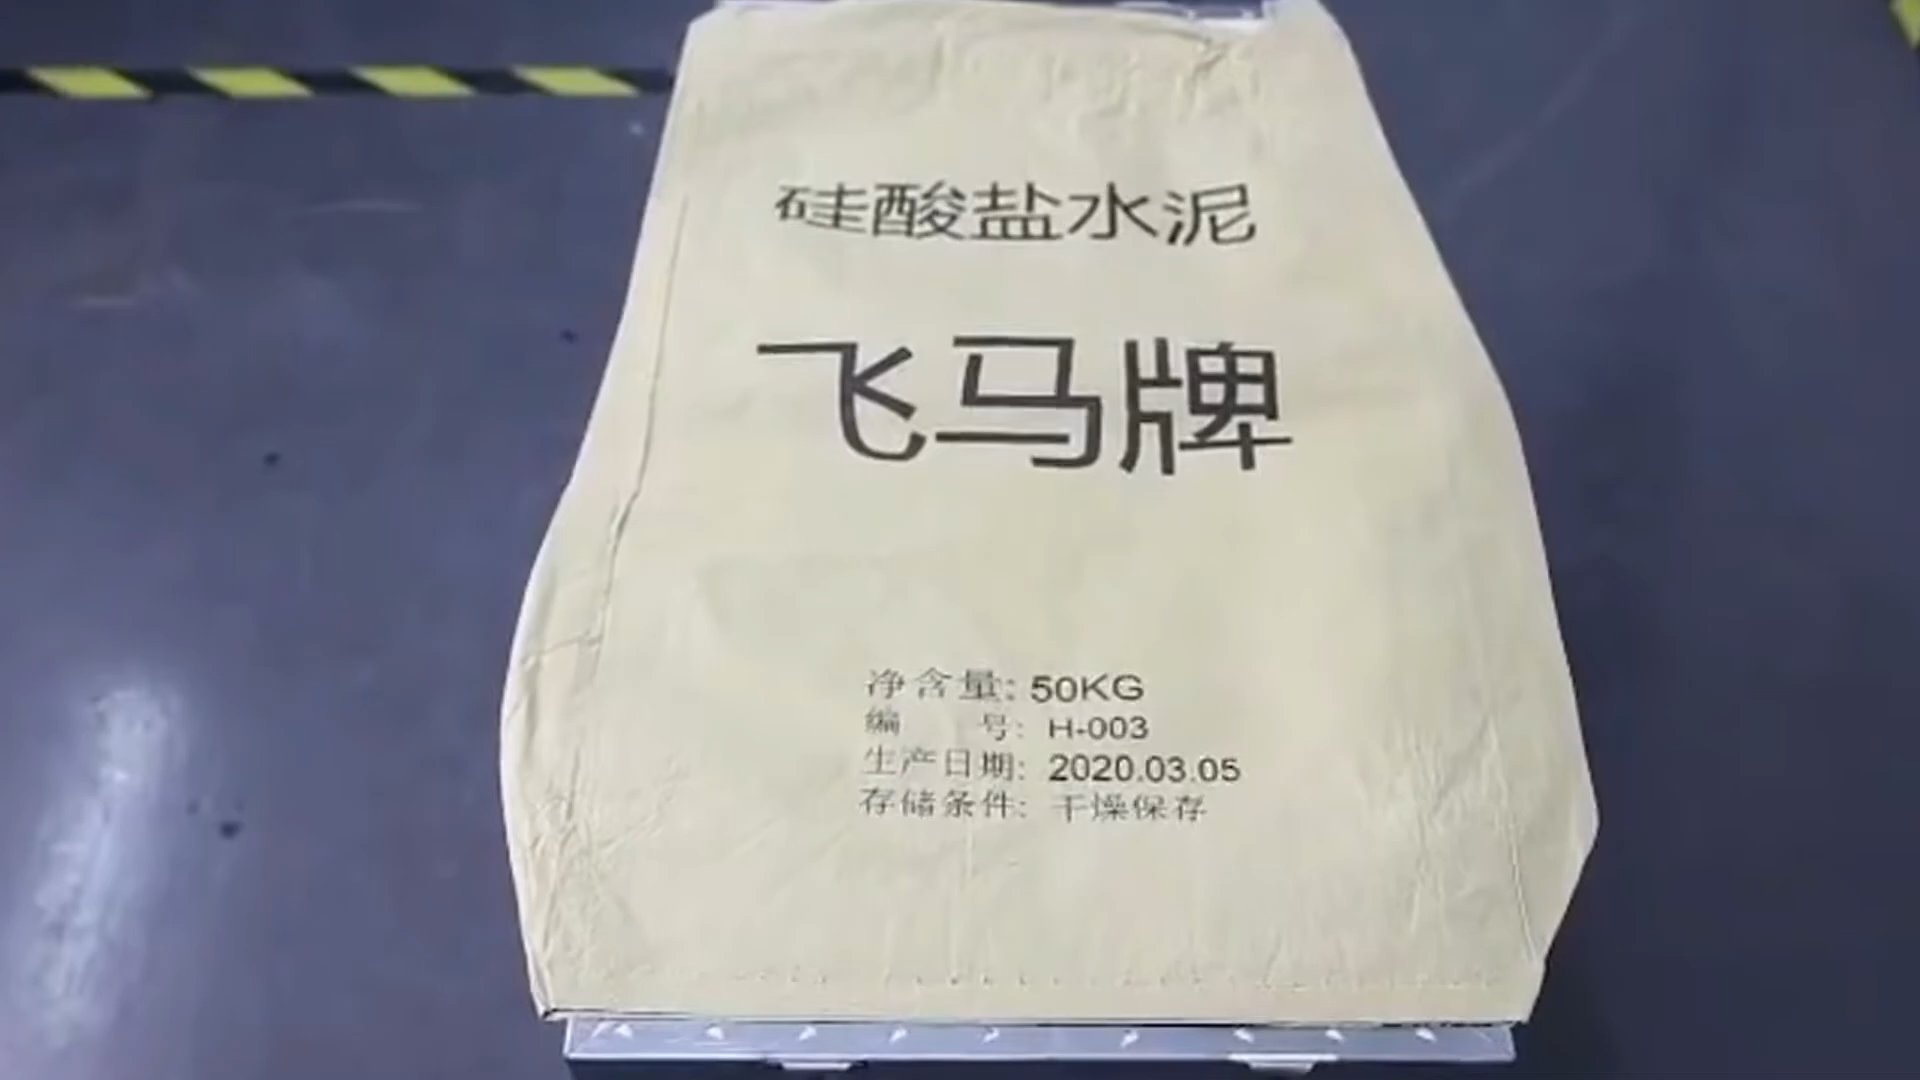 硅酸盐水泥
飞马牌
净含量: 50KG
编 号: H-003
生产日期: 2020.03.05
存储条件: 干燥保存